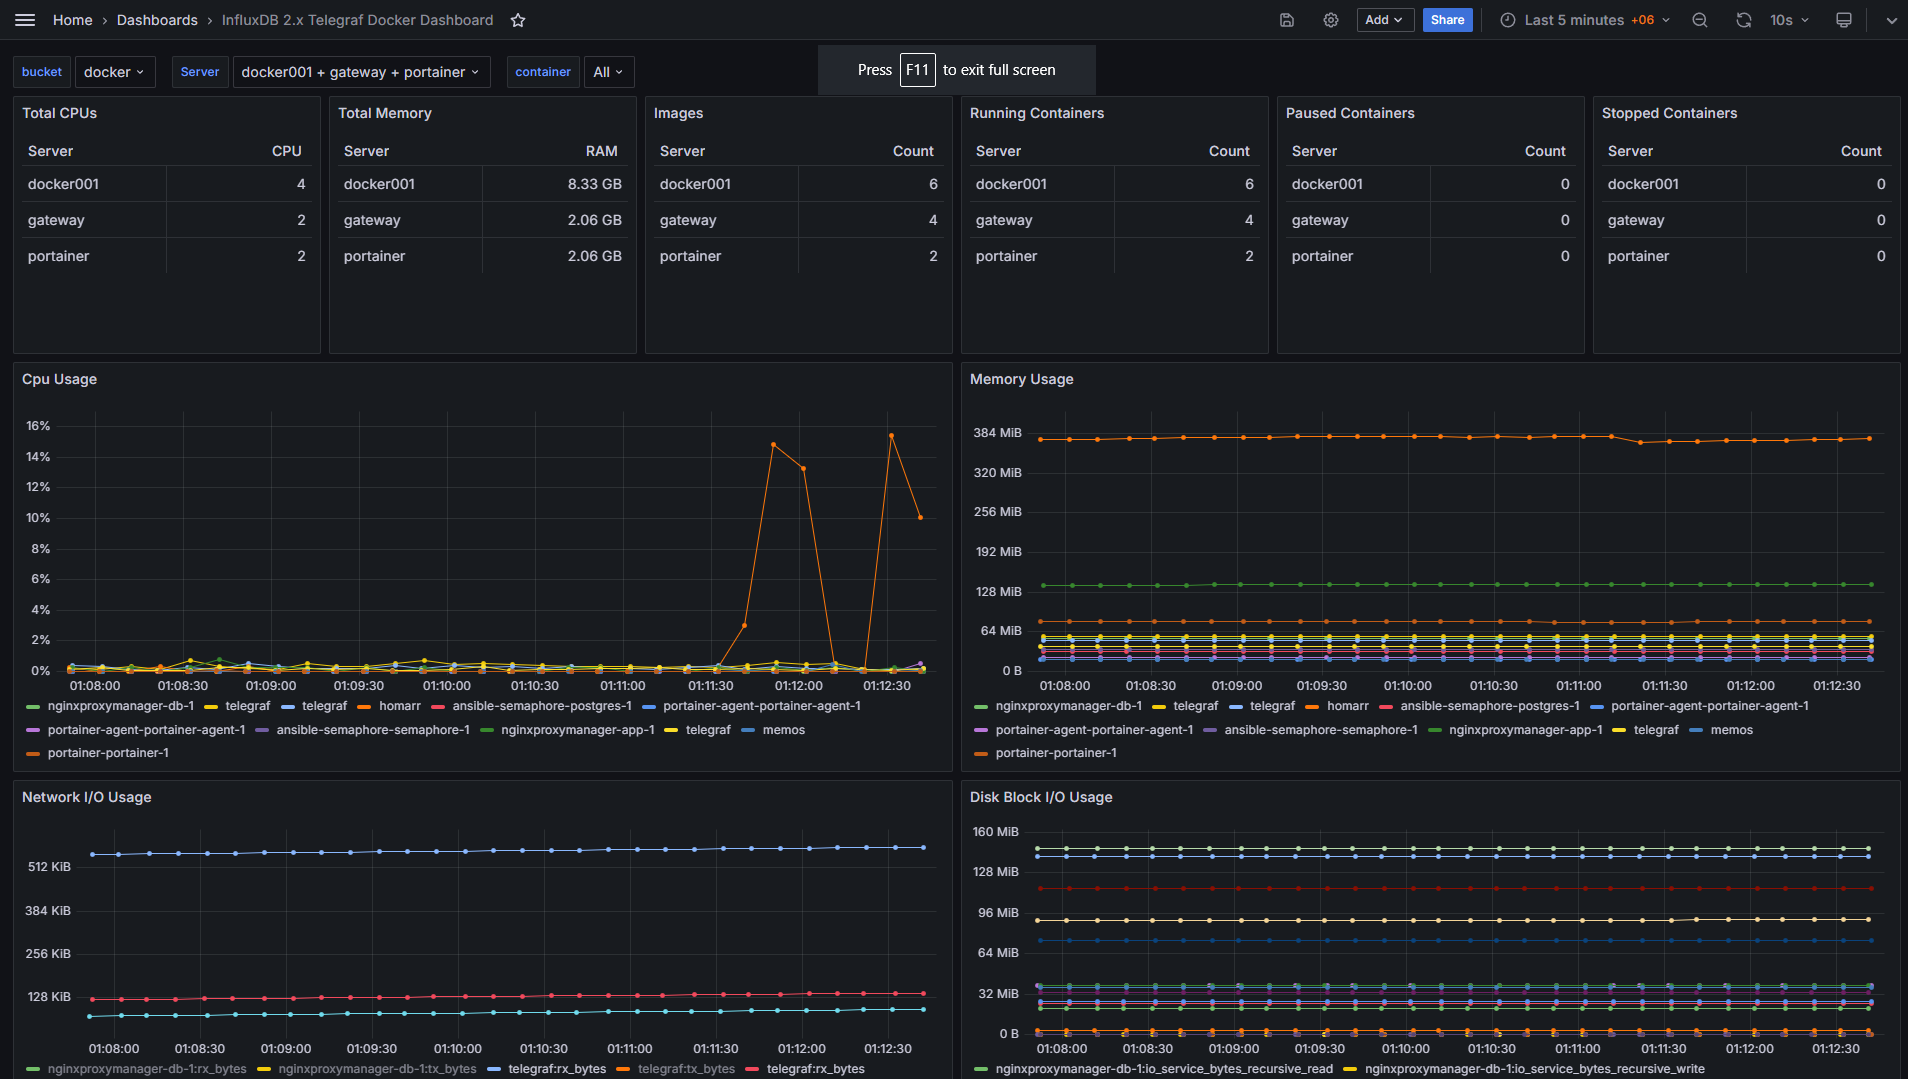 Home › Dashboards › InfluxDB 2.x Telegraf Docker Dashboard Add Share Last 5 minutes +06 10s
bucket docker Server docker001 + gateway + portainer container All Press F11 to exit full screen
Total CPUs
Server CPU
docker001 4
gateway 2
portainer 2
Total Memory
Server RAM
docker001 8.33 GB
gateway 2.06 GB
portainer 2.06 GB
Images
Server Count
docker001 6
gateway 4
portainer 2
Running Containers
Server Count
docker001 6
gateway 4
portainer 2
Paused Containers
Server Count
docker001 0
gateway 0
portainer 0
Stopped Containers
Server Count
docker001 0
gateway 0
portainer 0
Cpu Usage
16%
14%
12%
10%
8%
6%
4%
2%
0%
01:08:00 01:08:30 01:09:00 01:09:30 01:10:00 01:10:30 01:11:00 01:11:30 01:12:00 01:12:30
nginxproxymanager-db-1 telegraf telegraf homarr ansible-semaphore-postgres-1 portainer-agent-portainer-agent-1
portainer-agent-portainer-agent-1 ansible-semaphore-semaphore-1 nginxproxymanager-app-1 telegraf memos
portainer-portainer-1
Memory Usage
384 MiB
320 MiB
256 MiB
192 MiB
128 MiB
64 MiB
0 B
01:08:00 01:08:30 01:09:00 01:09:30 01:10:00 01:10:30 01:11:00 01:11:30 01:12:00 01:12:30
nginxproxymanager-db-1 telegraf telegraf homarr ansible-semaphore-postgres-1 portainer-agent-portainer-agent-1
portainer-agent-portainer-agent-1 ansible-semaphore-semaphore-1 nginxproxymanager-app-1 telegraf memos
portainer-portainer-1
Network I/O Usage
512 KiB
384 KiB
256 KiB
128 KiB
01:08:00 01:08:30 01:09:00 01:09:30 01:10:00 01:10:30 01:11:00 01:11:30 01:12:00 01:12:30
nginxproxymanager-db-1:rx_bytes nginxproxymanager-db-1:tx_bytes telegraf:rx_bytes telegraf:tx_bytes telegraf:rx_bytes
Disk Block I/O Usage
160 MiB
128 MiB
96 MiB
64 MiB
32 MiB
0 B
01:08:00 01:08:30 01:09:00 01:09:30 01:10:00 01:10:30 01:11:00 01:11:30 01:12:00 01:12:30
nginxproxymanager-db-1:io_service_bytes_recursive_read nginxproxymanager-db-1:io_service_bytes_recursive_write